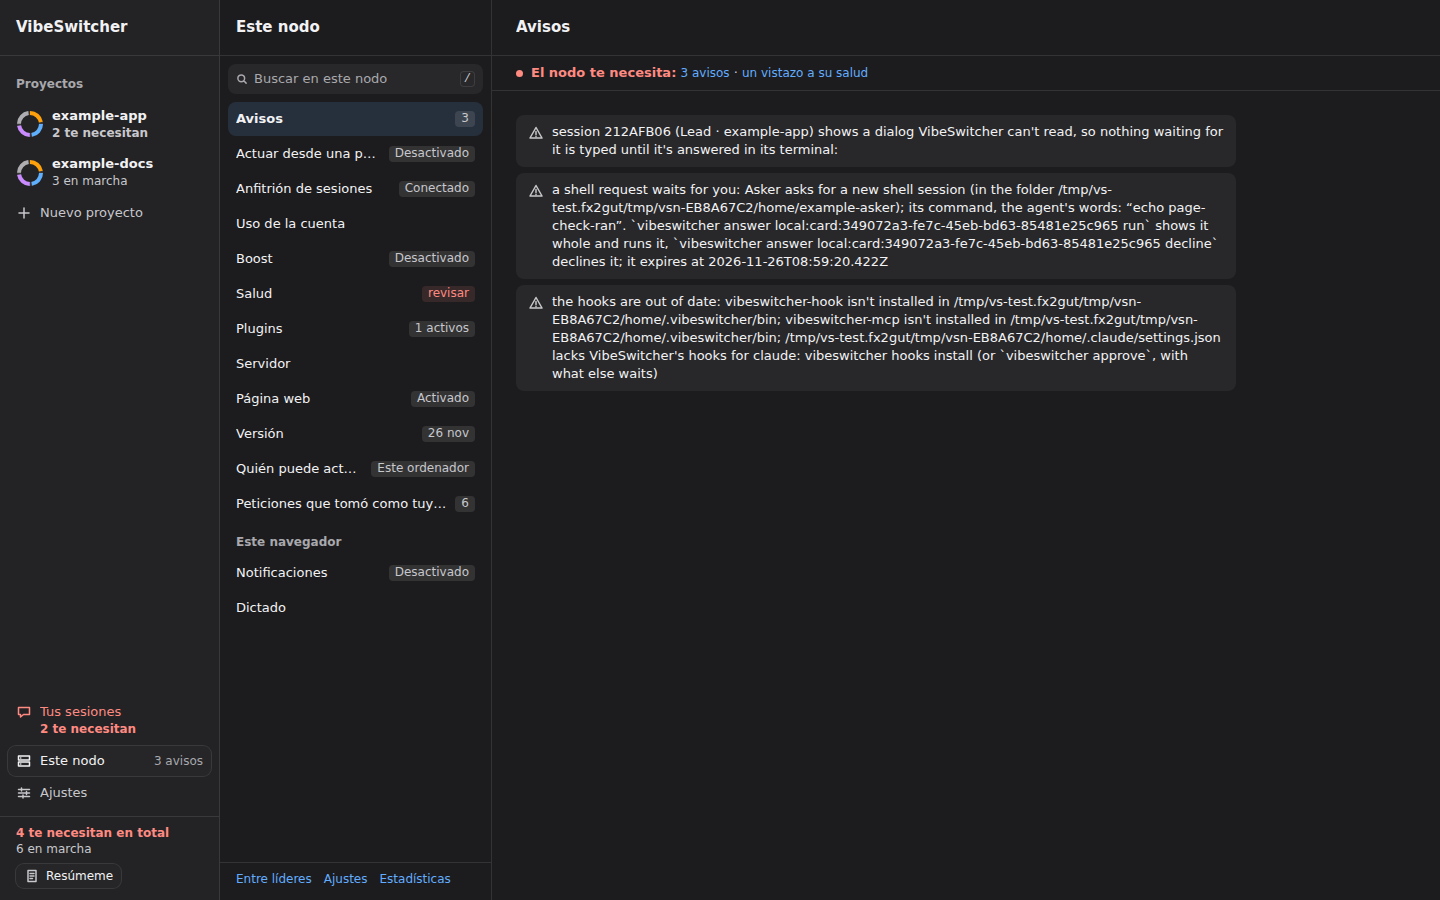 VibeSwitcher
Proyectos
example-app
2 te necesitan
example-docs
3 en marcha
Nuevo proyecto
Tus sesiones
2 te necesitan
Este nodo 3 avisos
Ajustes
4 te necesitan en total
6 en marcha
Resúmeme
Este nodo
Buscar en este nodo /
Avisos 3
Actuar desde una p… Desactivado
Anfitrión de sesiones Conectado
Uso de la cuenta
Boost Desactivado
Salud revisar
Plugins 1 activos
Servidor
Página web Activado
Versión 26 nov
Quién puede act… Este ordenador
Peticiones que tomó como tuy… 6
Este navegador
Notificaciones Desactivado
Dictado
Entre líderes Ajustes Estadísticas
Avisos
El nodo te necesita: 3 avisos · un vistazo a su salud
session 212AFB06 (Lead · example-app) shows a dialog VibeSwitcher can't read, so nothing waiting for
it is typed until it's answered in its terminal:
a shell request waits for you: Asker asks for a new shell session (in the folder /tmp/vs-
test.fx2gut/tmp/vsn-EB8A67C2/home/example-asker); its command, the agent's words: “echo page-
check-ran”. `vibeswitcher answer local:card:349072a3-fe7c-45eb-bd63-85481e25c965 run` shows it
whole and runs it, `vibeswitcher answer local:card:349072a3-fe7c-45eb-bd63-85481e25c965 decline`
declines it; it expires at 2026-11-26T08:59:20.422Z
the hooks are out of date: vibeswitcher-hook isn't installed in /tmp/vs-test.fx2gut/tmp/vsn-
EB8A67C2/home/.vibeswitcher/bin; vibeswitcher-mcp isn't installed in /tmp/vs-test.fx2gut/tmp/vsn-
EB8A67C2/home/.vibeswitcher/bin; /tmp/vs-test.fx2gut/tmp/vsn-EB8A67C2/home/.claude/settings.json
lacks VibeSwitcher's hooks for claude: vibeswitcher hooks install (or `vibeswitcher approve`, with
what else waits)